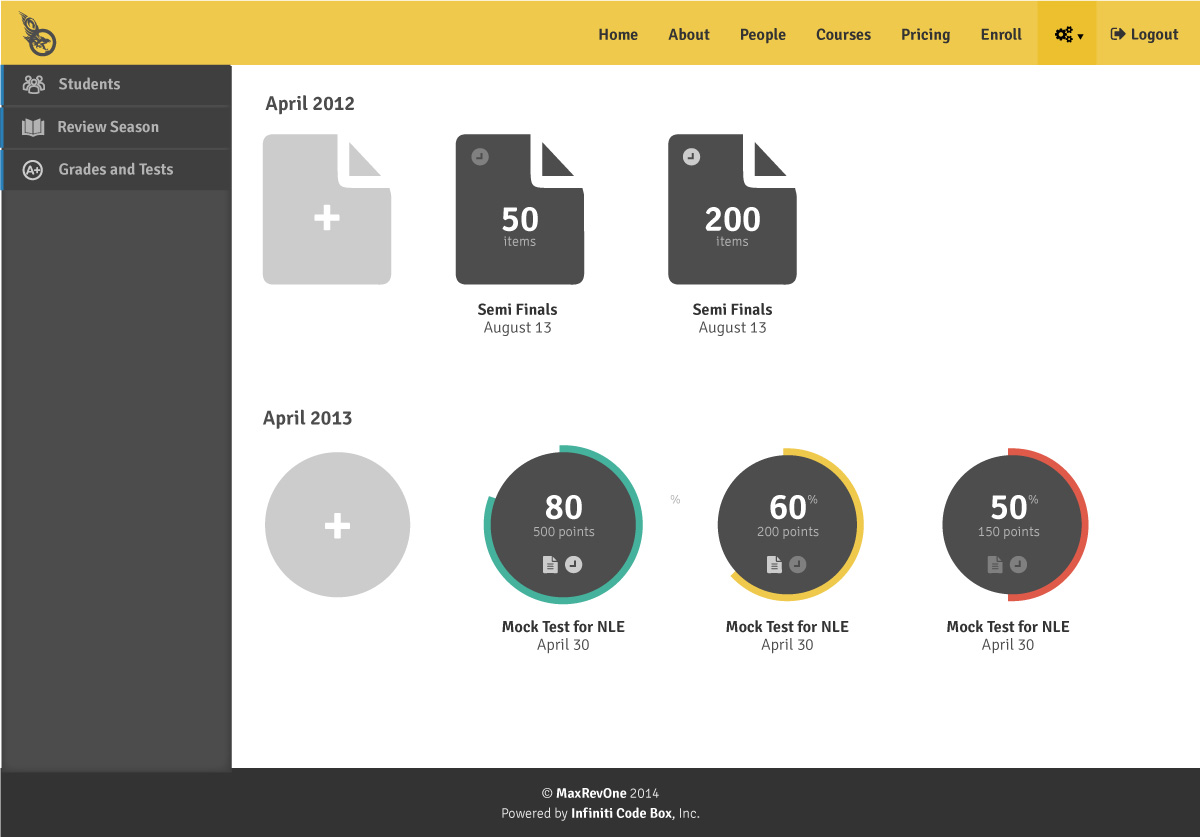 Home About People Courses Pricing Enroll Logout
Students
Review Season
A+ Grades and Tests
April 2012
50
items
Semi Finals
August 13
200
items
Semi Finals
August 13
April 2013
80
500 points
Mock Test for NLE
April 30
%
60%
200 points
Mock Test for NLE
April 30
50%
150 points
Mock Test for NLE
April 30
© MaxRevOne 2014
Powered by Infiniti Code Box, Inc.